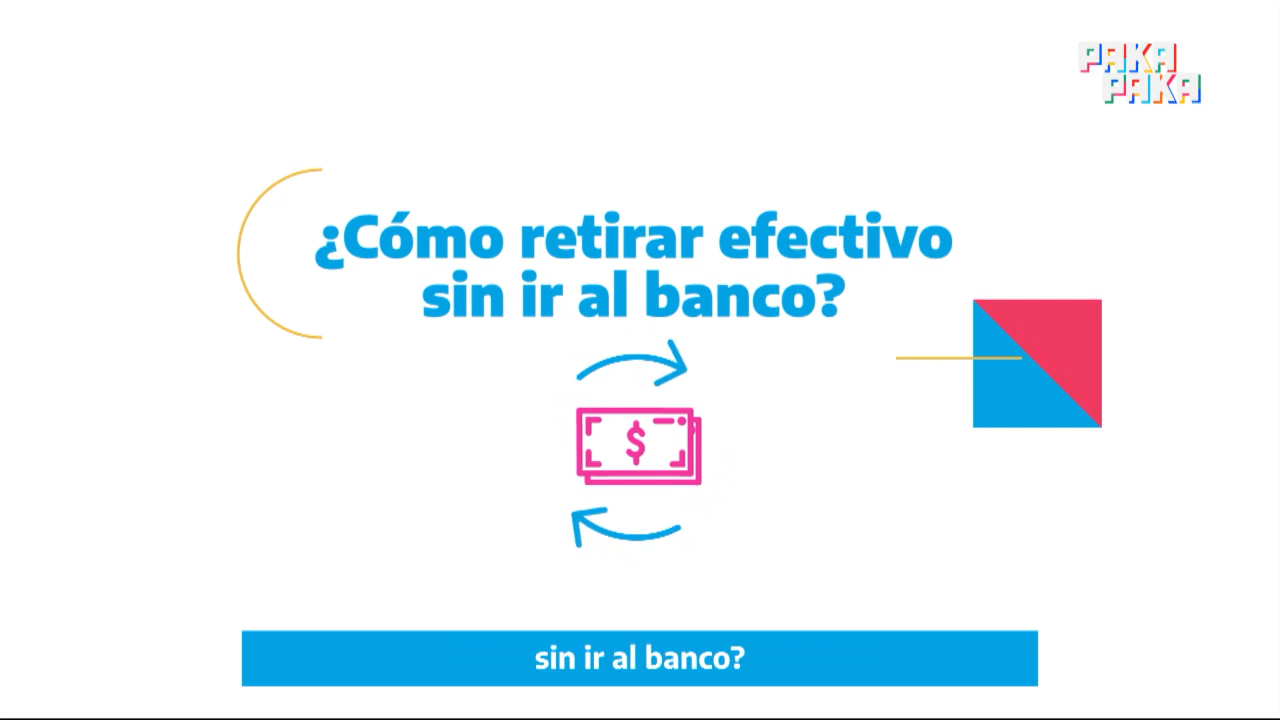 PAKA
PAKA
¿Cómo retirar efectivo
sin ir al banco?
$
sin ir al banco?